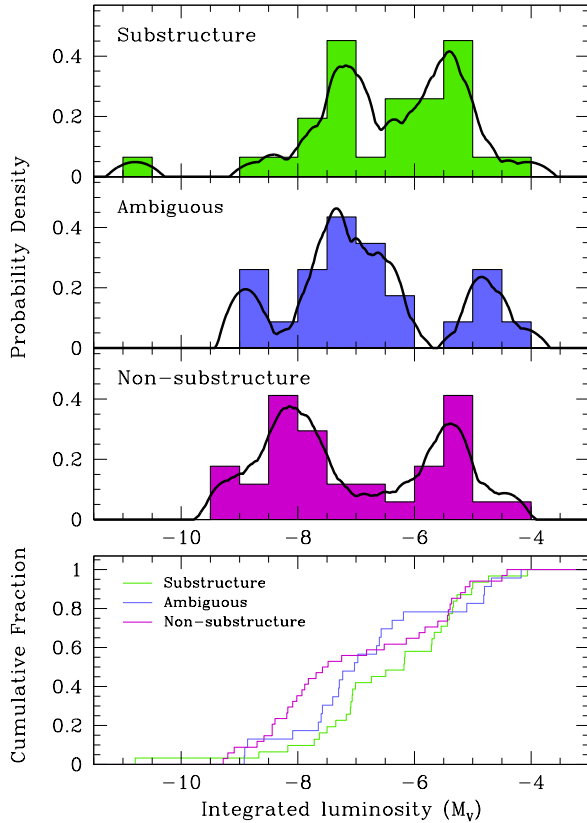 Substructure
0.4
0.2
0
Ambiguous
0.4
0.2
0
Probability Density
Non-substructure
0.4
0.2
0
-10
-8
-6
-4
1
0.8
0.6
0.4
0.2
0
Cumulative Fraction
Substructure
Ambiguous
Non-substructure
-10
-8
-6
-4
Integrated luminosity (M_V)